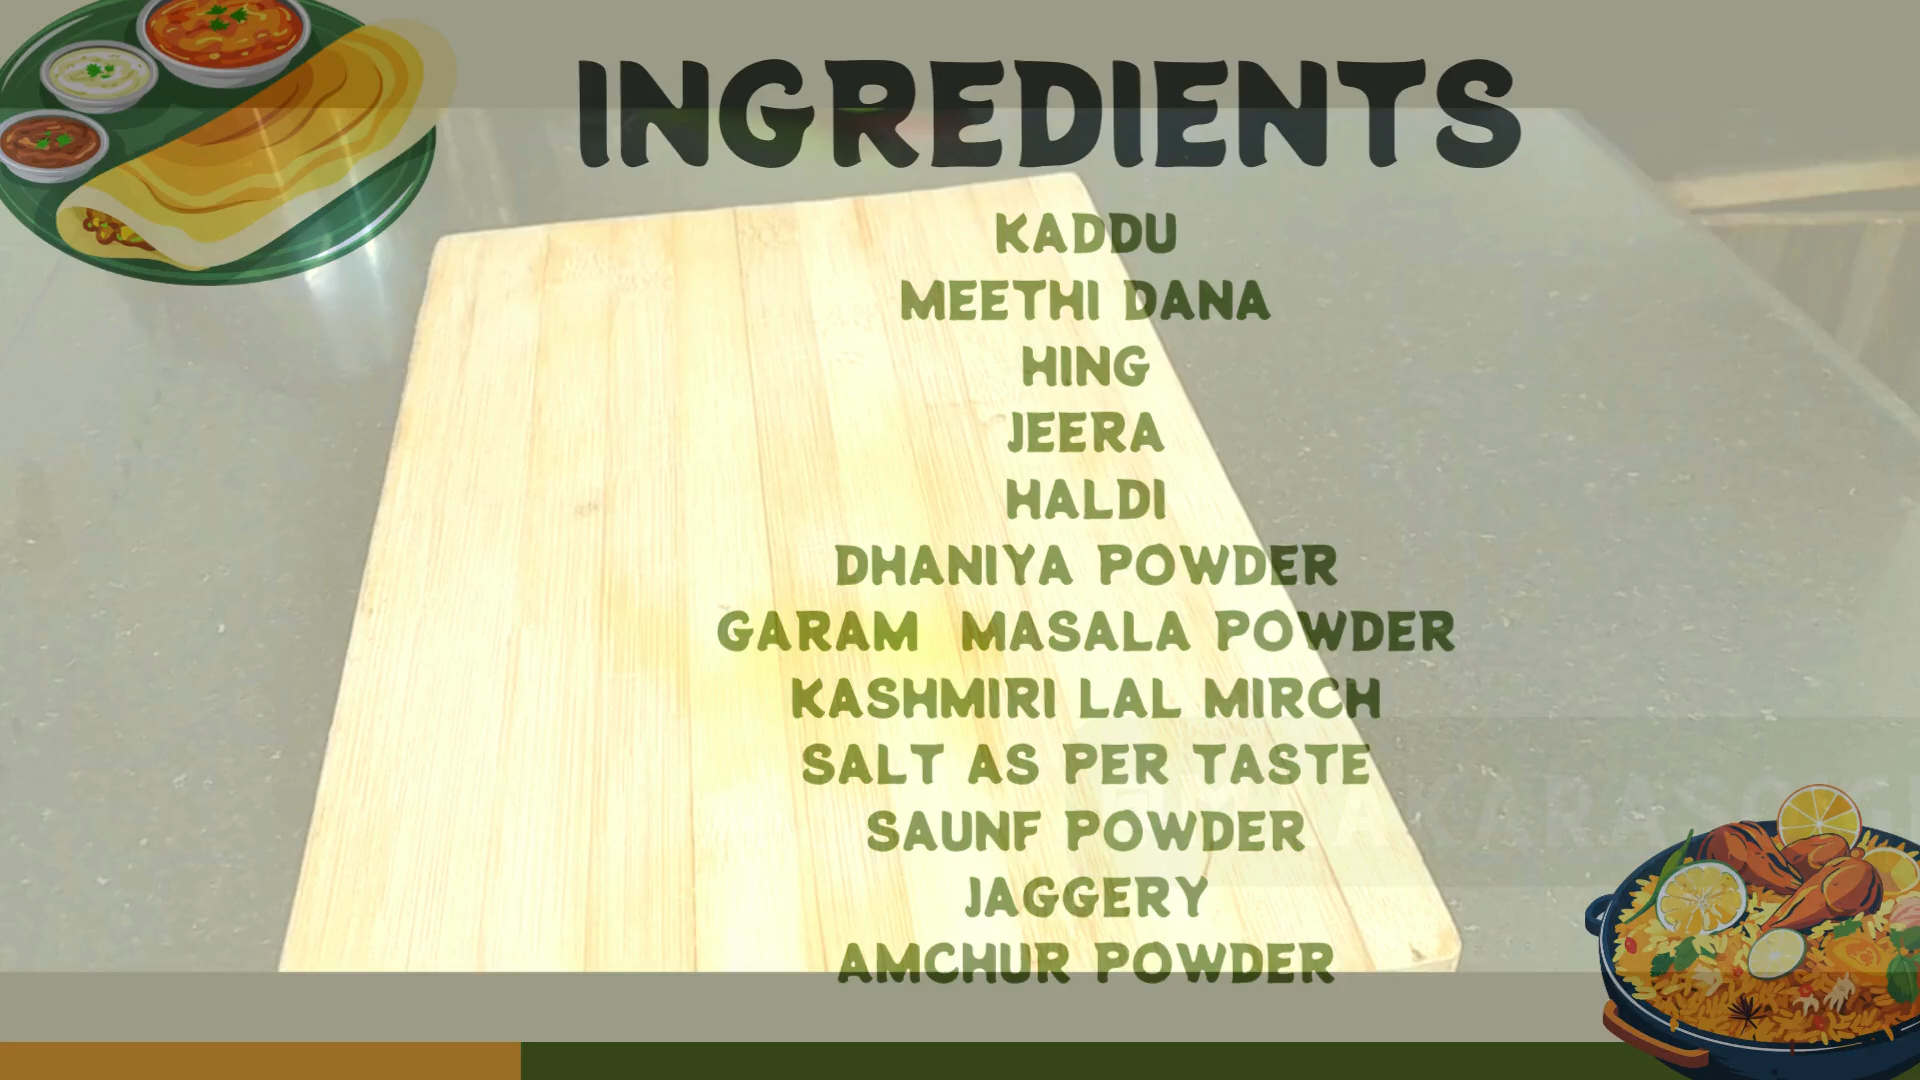 INGREDIENTS
KADDU
MEETHI DANA
HING
JEERA
HALDI
DHANIYA POWDER
GARAM MASALA POWDER
KASHMIRI LAL MIRCH
SALT AS PER TASTE
SAUNF POWDER
JAGGERY
AMCHUR POWDER